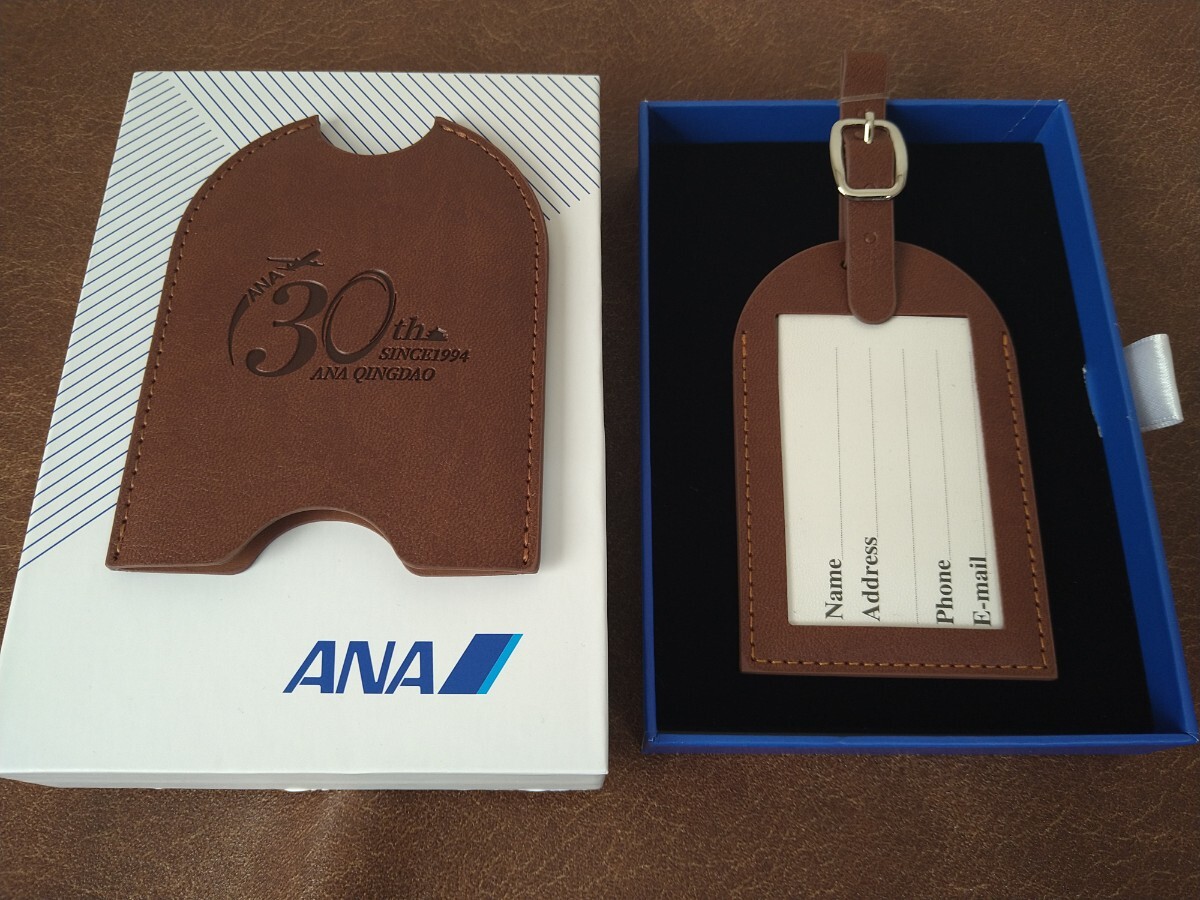 ANA
30th
SINCE1994
ANA QINGDAO
ANA
Name
Address
Phone
E-mail